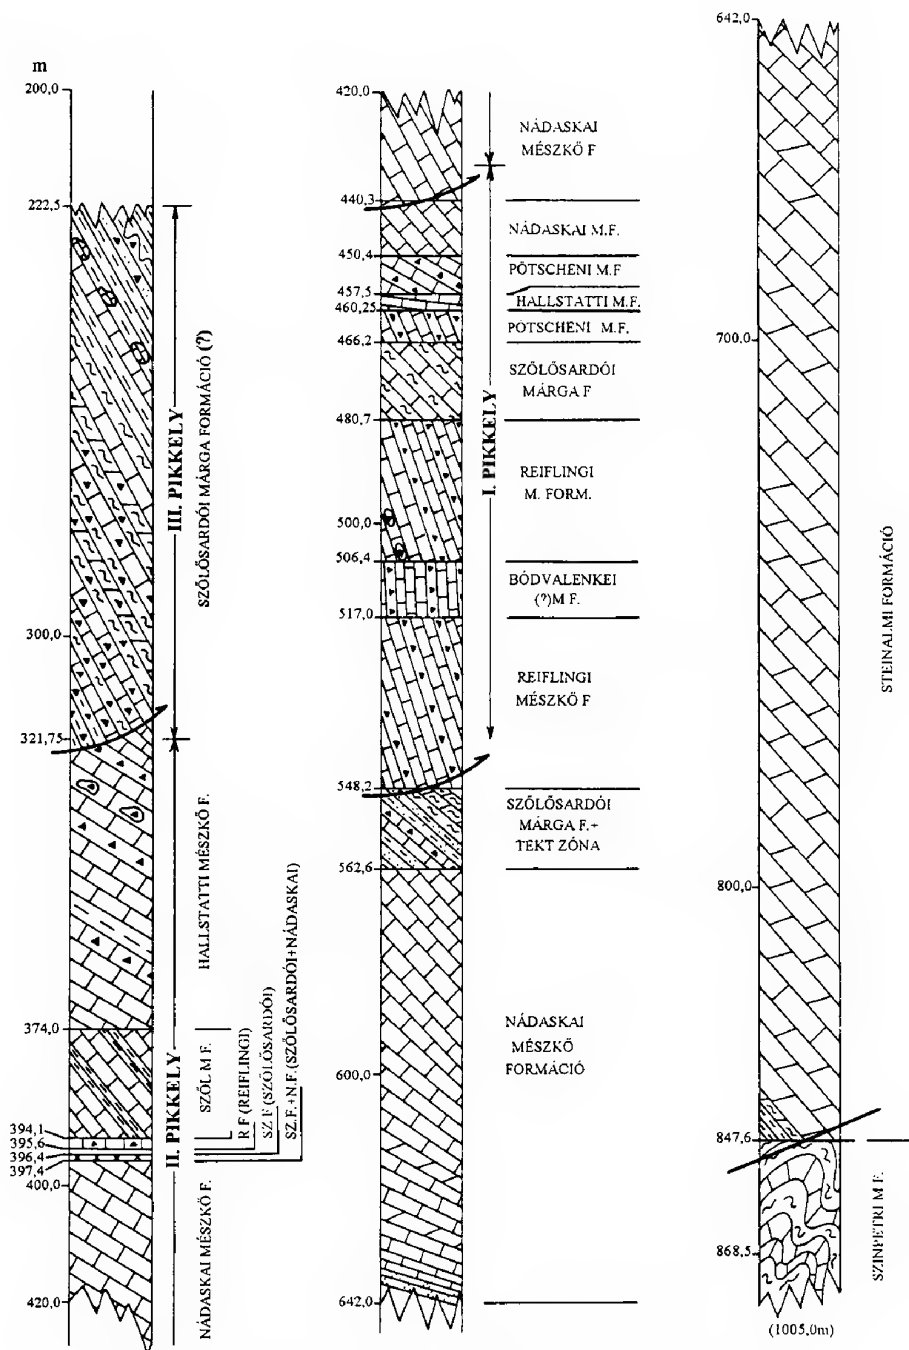 m
200,0
222,5
300,0
321,75
374,0
394,1
395,6
396,4
397,4
400,0
420,0
III. PIKKELY
SZŐLŐSARDÓI MÁRGA FORMÁCIÓ (?)
II. PIKKELY
HALLSTATTI MÉSZKŐ F.
SZŐL M F.
R F (REIFLINGI)
SZ F (SZŐLŐSARDÓI)
SZ.F.+N.F. (SZŐLŐSARDÓI+NÁDASKAI)
NÁDASKAI MÉSZKŐ F.
420,0
440,3
450,4
457,5
460,25
466,2
480,7
500,0
506,4
517,0
548,2
562,6
600,0
642,0
I. PIKKELY
NÁDASKAI
MÉSZKŐ F
NÁDASKAI M.F.
PÖTSCHENI M.F
HALLSTATTI M.F.
PÖTSCHENI M.F.
SZŐLŐSARDÓI
MÁRGA F
REIFLINGI
M. FORM.
BÓDVALENKEI
(?)M F.
REIFLINGI
MÉSZKŐ F
SZŐLŐSARDÓI
MÁRGA F.+
TEKT ZÓNA
NÁDASKAI
MÉSZKŐ
FORMÁCIÓ
642,0
700,0
800,0
847,6
868,5
STEINALMI FORMÁCIÓ
SZINPETRI M F.
(1005,0m)